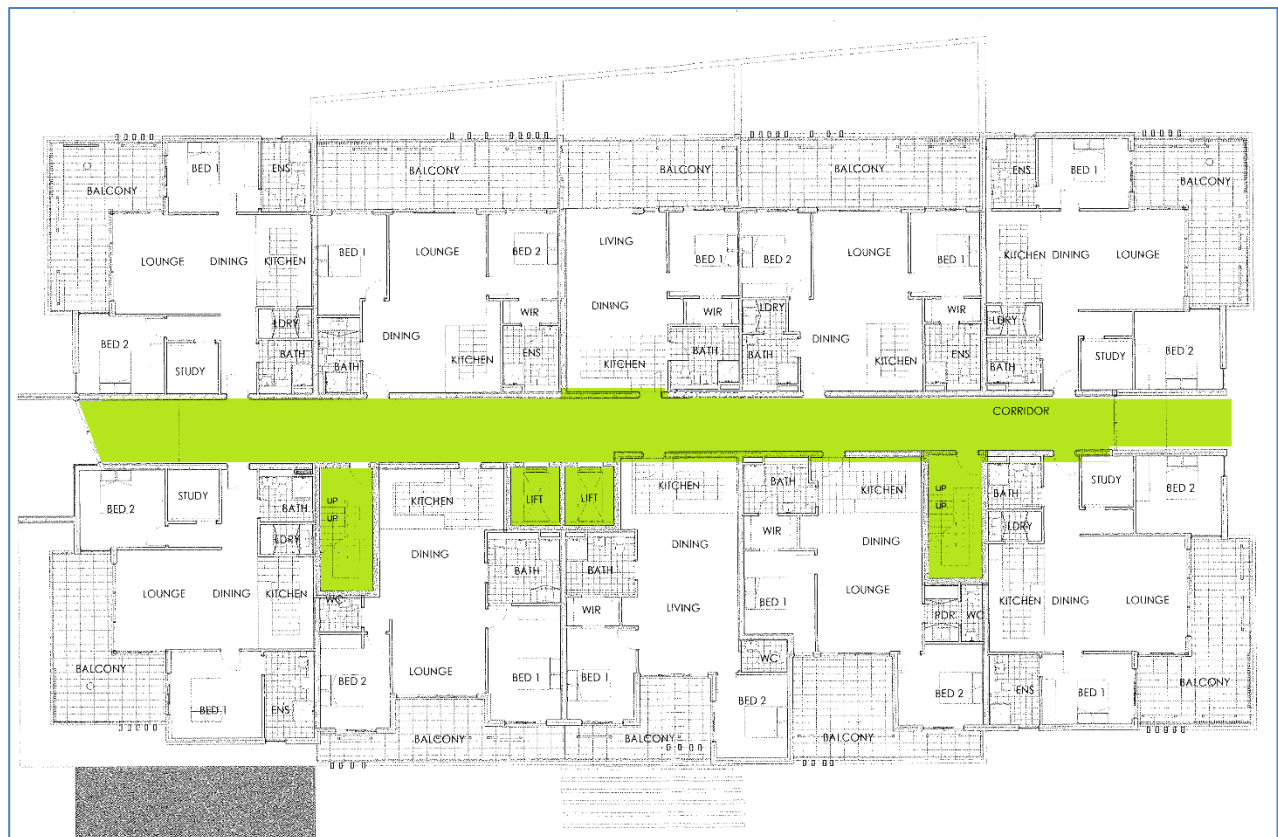 BALCONY
BED 1
ENS
BALCONY
BALCONY
BALCONY
ENS
BED 1
BALCONY
LOUNGE
DINING
KITCHEN
BED 1
LOUNGE
BED 2
LIVING
BED 1
BED 2
LOUNGE
BED 1
KITCHEN
DINING
LOUNGE
DINING
WIR
DINING
WIR
LDRY
DINING
WIR
LDRY
BED 2
LDRY
BATH
STUDY
BATH
KITCHEN
ENS
KITCHEN
BATH
BATH
KITCHEN
ENS
BATH
STUDY
BED 2
CORRIDOR
BED 2
STUDY
BATH
UP
UP
KITCHEN
LIFT
LIFT
KITCHEN
BATH
KITCHEN
UP
UP
BATH
STUDY
BED 2
LDRY
WIR
LDRY
LOUNGE
DINING
KITCHEN
DINING
BATH
BATH
DINING
DINING
WC
WIR
LIVING
BED 1
LOUNGE
PDR
WC
KITCHEN
DINING
LOUNGE
BALCONY
BED 1
ENS
BED 2
LOUNGE
BED 1
BED 1
WC
BED 2
BED 2
ENS
BED 1
BALCONY
BALCONY
BALCONY
BALCONY